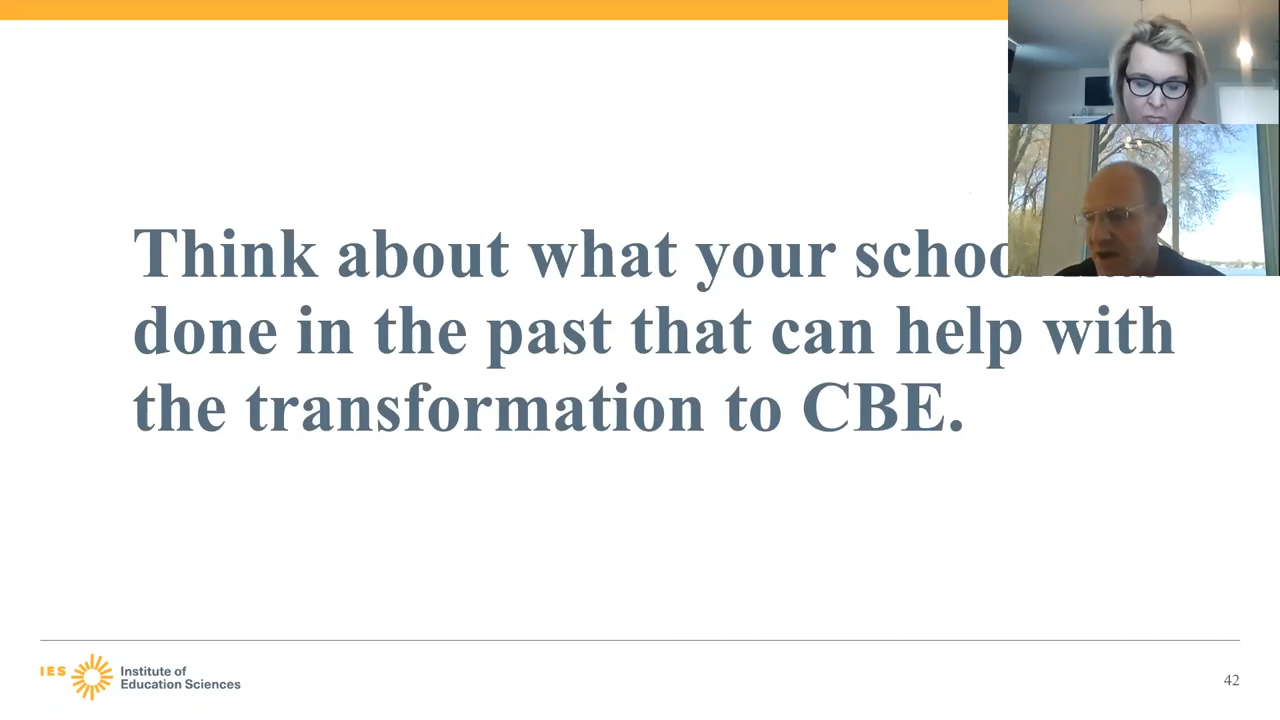 Think about what your
done in the past that can help with
the transformation to CBE.
IES
Institute of
Education Sciences
42